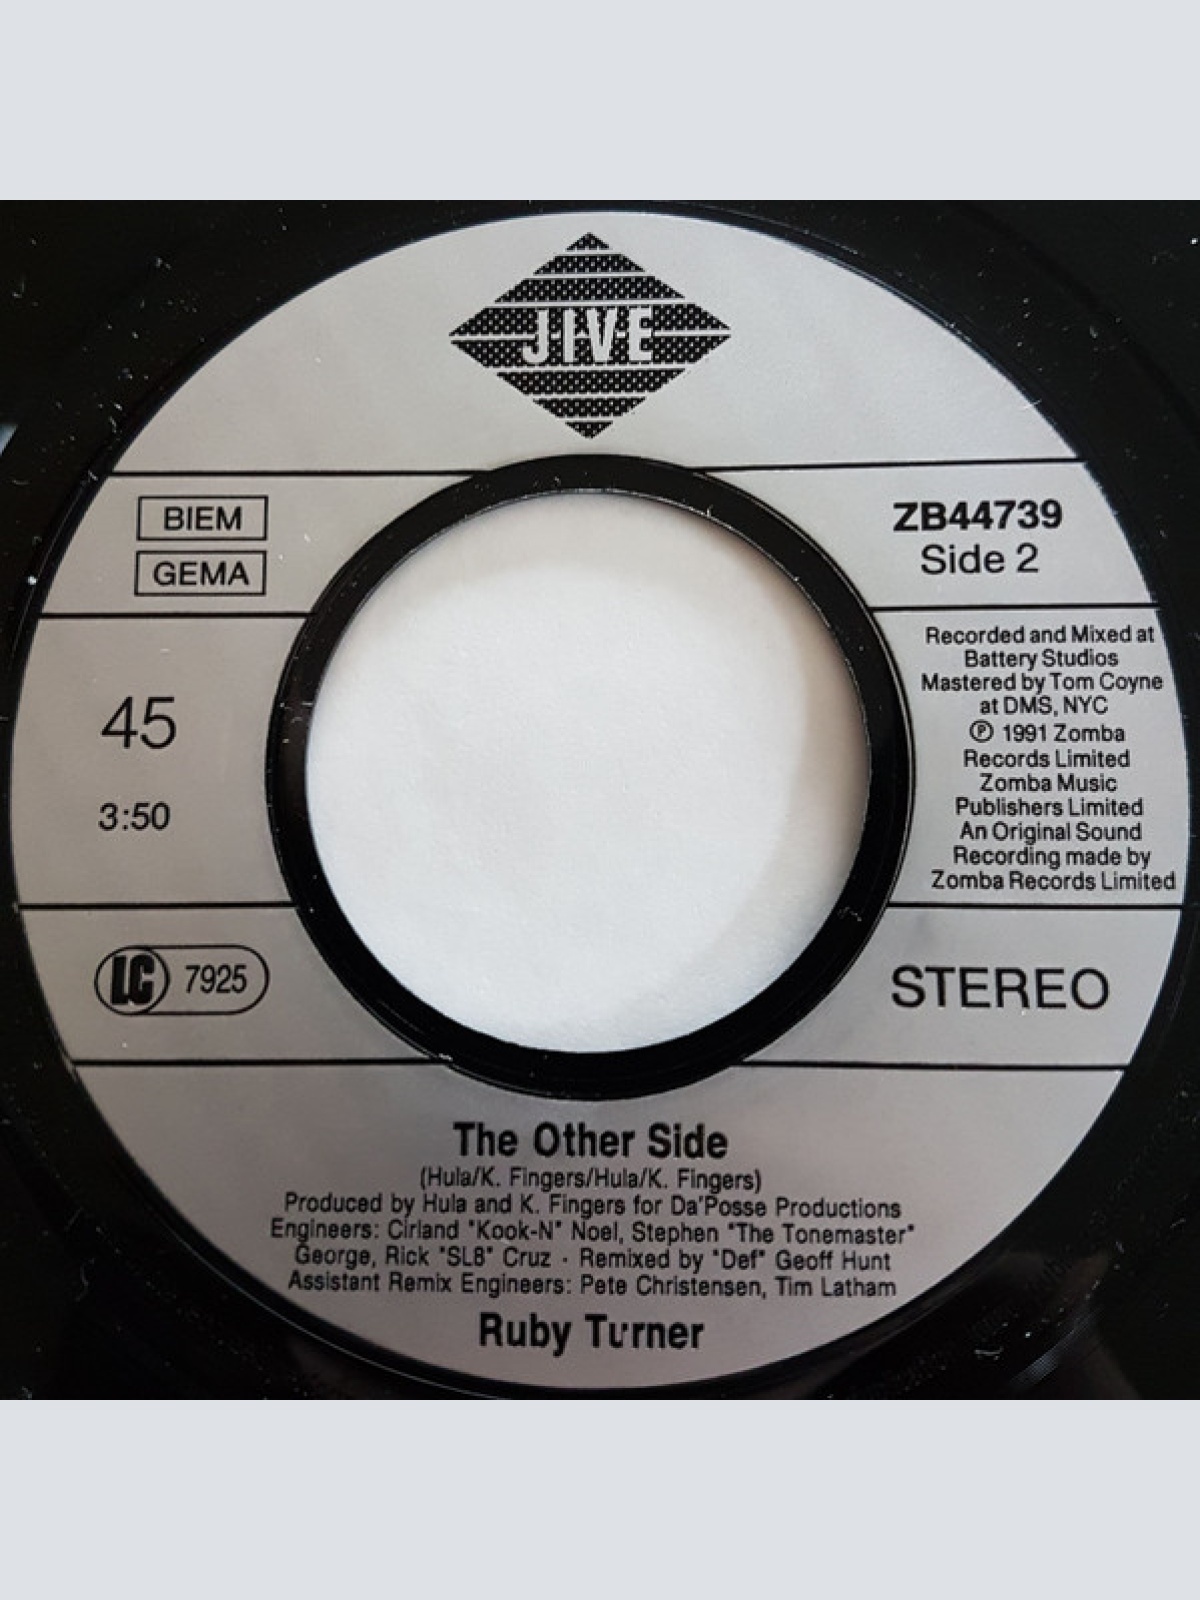 JIVE
BIEM
GEMA
ZB44739
Side 2
45
3:50
Recorded and Mixed at
Battery Studios
Mastered by Tom Coyne
at DMS, NYC
℗ 1991 Zomba
Records Limited
Zomba Music
Publishers Limited
An Original Sound
Recording made by
Zomba Records Limited
LC 7925
STEREO
The Other Side
(Hula/K. Fingers/Hula/K. Fingers)
Produced by Hula and K. Fingers for Da'Posse Productions
Engineers: Cirland "Kook-N" Noel, Stephen "The Tonemaster"
George, Rick "SLB" Cruz · Remixed by "Def" Geoff Hunt
Assistant Remix Engineers: Pete Christensen, Tim Latham
Ruby Turner